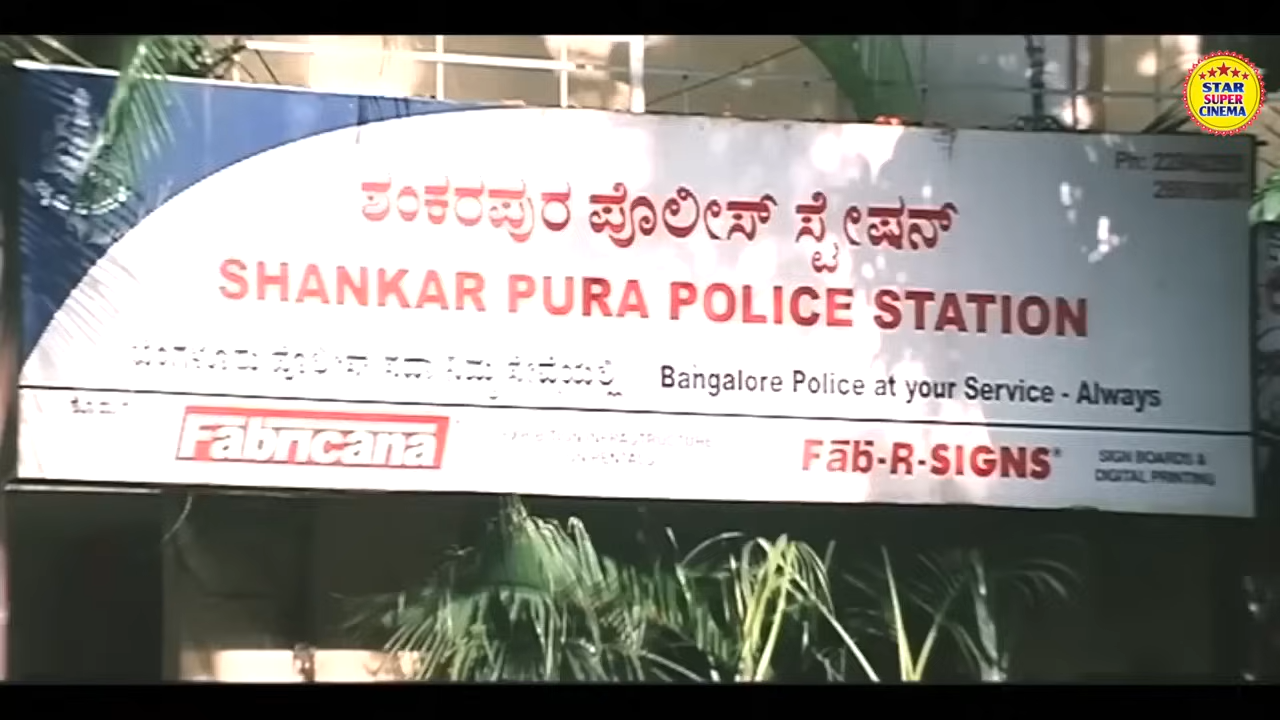 STAR
SUPER
CINEMA
Ph:
ಶಂಕರಪುರ ಪೊಲೀಸ್ ಸ್ಟೇಷನ್
SHANKAR PURA POLICE STATION
Bangalore Police at your Service - Always
Fabricana
Fab-R-SIGNS®
SIGN BOARDS &
DIGITAL PRINTING